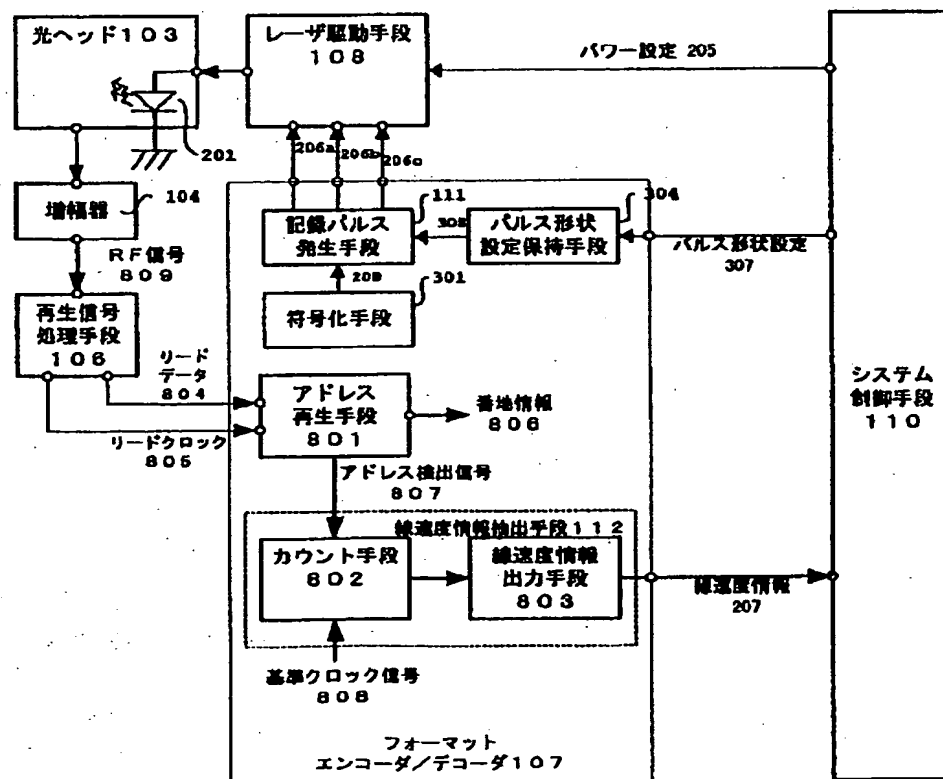 光ヘッド103
レーザ駆動手段
108
パワー設定 205
201
206a
206b
206c
増幅器
104
RF信号
809
記録パルス
発生手段
111
308
パルス形状
設定保持手段
304
パルス形状設定
307
208
301
符号化手段
再生信号
処理手段
106
リード
データ
804
リードクロック
805
アドレス
再生手段
801
番地情報
806
システム
制御手段
110
アドレス検出信号
807
線速度情報抽出手段112
カウント手段
802
線速度情報
出力手段
803
線速度情報
207
基準クロック信号
808
フォーマット
エンコーダ/デコーダ107